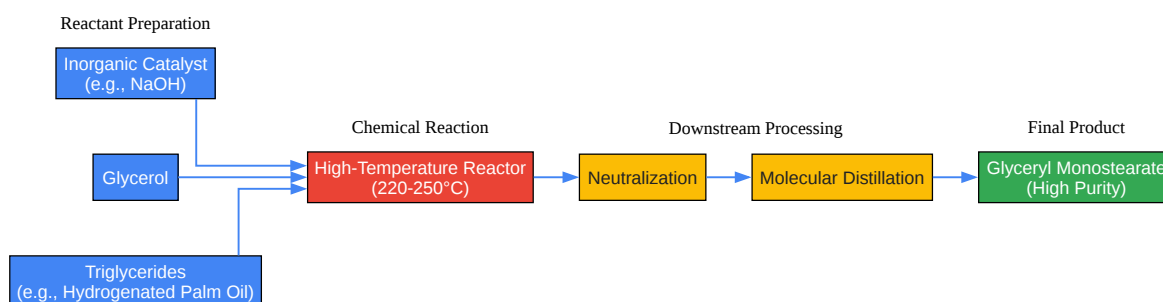 Reactant Preparation
Inorganic Catalyst
(e.g., NaOH)
Chemical Reaction
Downstream Processing
Final Product
Glycerol
High-Temperature Reactor
(220-250°C)
Neutralization
Molecular Distillation
Glyceryl Monostearate
(High Purity)
Triglycerides
(e.g., Hydrogenated Palm Oil)